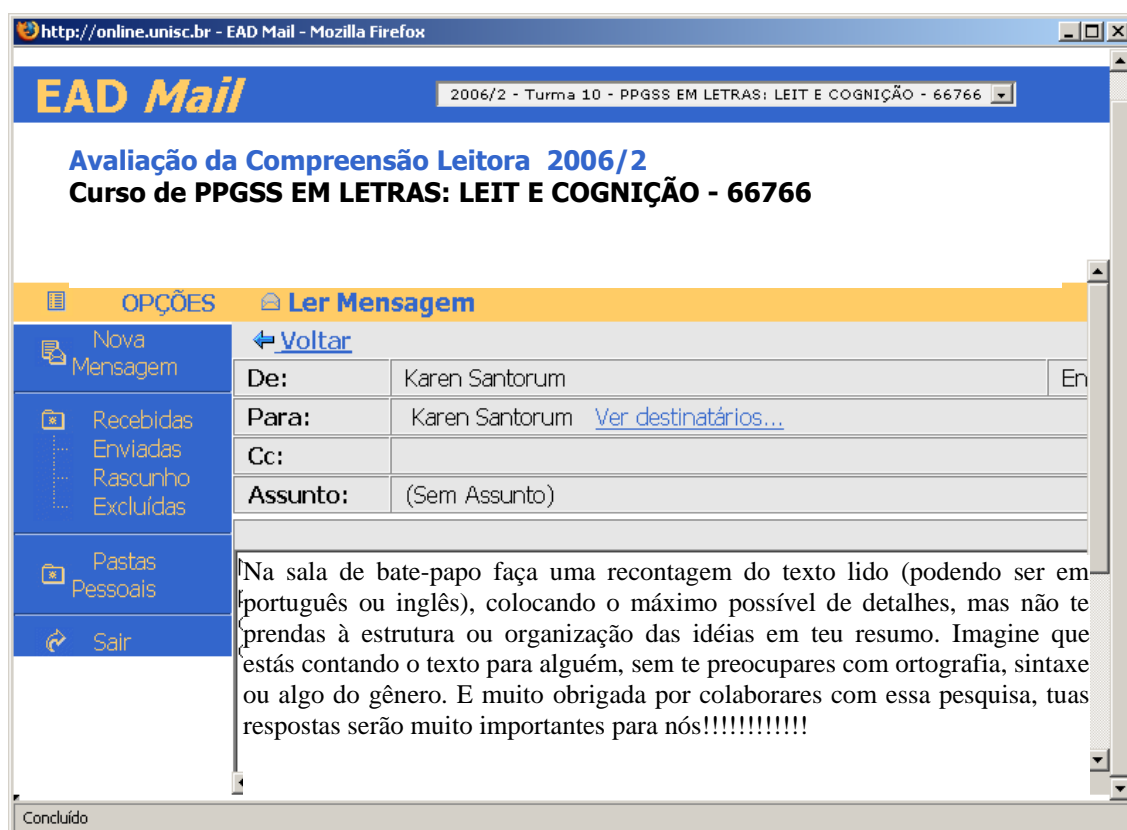 http://online.unisc.br - EAD Mail - Mozilla Firefox
EAD Mail
2006/2 - Turma 10 - PPGSS EM LETRAS: LEIT E COGNIÇÃO - 66766
Avaliação da Compreensão Leitora 2006/2
Curso de PPGSS EM LETRAS: LEIT E COGNIÇÃO - 66766
OPÇÕES
Ler Mensagem
Nova
Mensagem
Recebidas
Enviadas
Rascunho
Excluídas
Pastas
Pessoais
Sair
Voltar
De: Karen Santorum En
Para: Karen Santorum Ver destinatários...
Cc:
Assunto: (Sem Assunto)
Na sala de bate-papo faça uma recontagem do texto lido (podendo ser em
português ou inglês), colocando o máximo possível de detalhes, mas não te
prendas à estrutura ou organização das idéias em teu resumo. Imagine que
estás contando o texto para alguém, sem te preocupares com ortografia, sintaxe
ou algo do gênero. E muito obrigada por colaborares com essa pesquisa, tuas
respostas serão muito importantes para nós!!!!!!!!!!!!!
Concluído